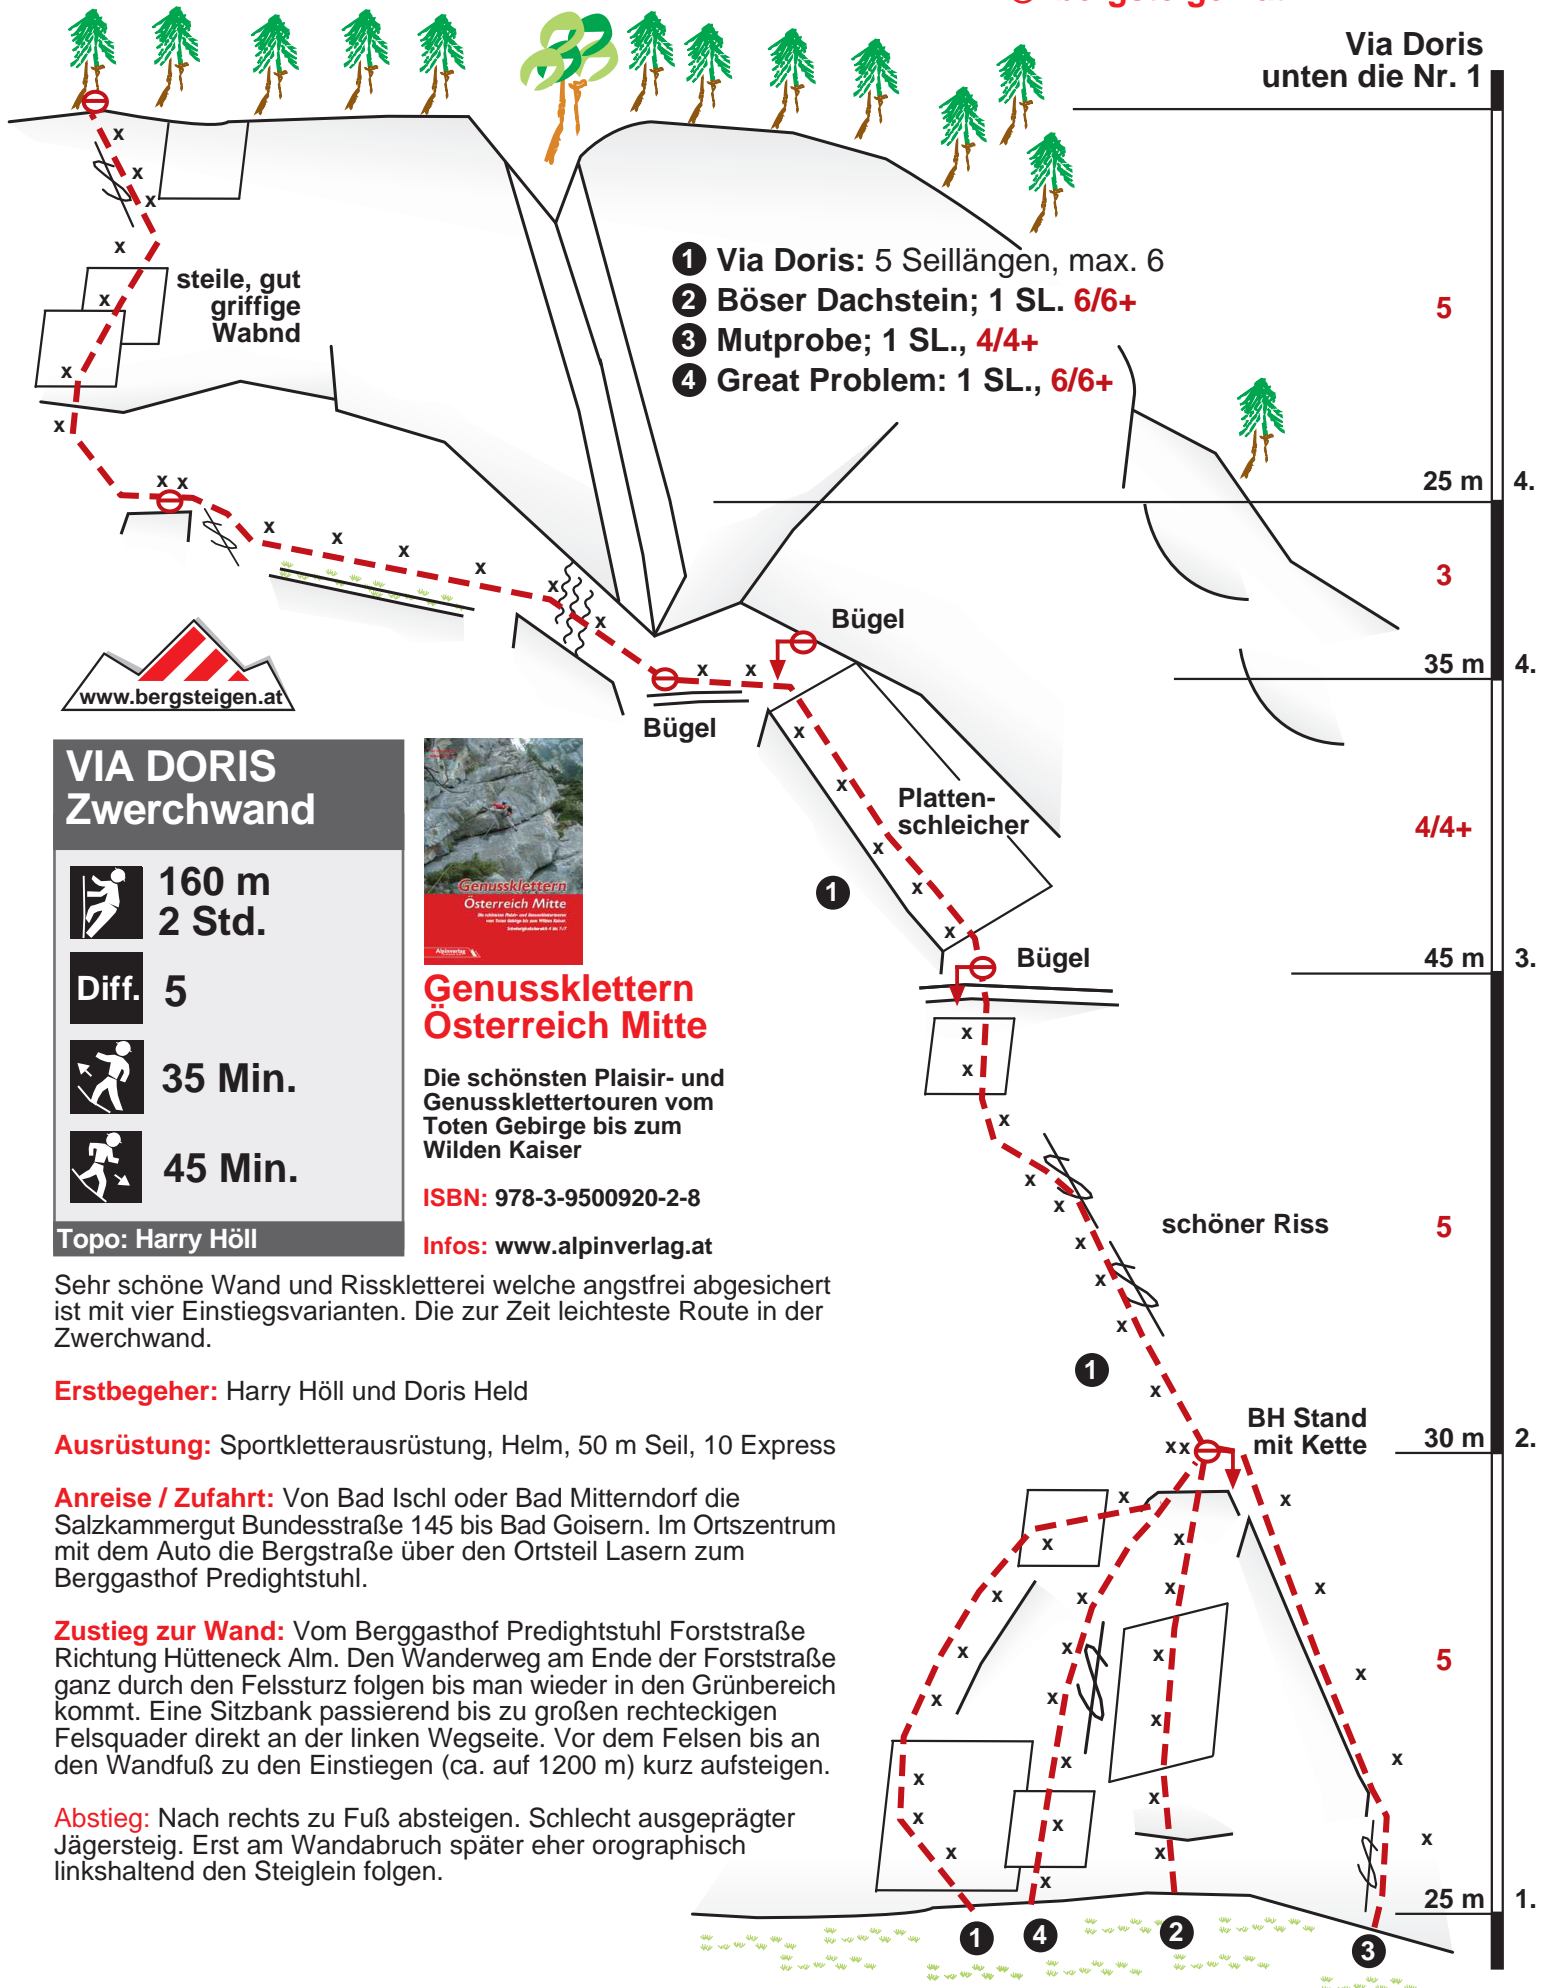 Via Doris
unten die Nr. 1
steile, gut
griffige
Wabnd
1 Via Doris: 5 Seillängen, max. 6
2 Böser Dachstein; 1 SL. 6/6+
3 Mutprobe; 1 SL., 4/4+
4 Great Problem: 1 SL., 6/6+
5
25 m 4.
3
Bügel
35 m 4.
www.bergsteigen.at
Bügel
VIA DORIS
Zwerchwand
160 m
2 Std.
Diff. 5
35 Min.
45 Min.
Topo: Harry Höll
Genussklettern
Österreich Mitte
Alpinverlag
Genussklettern
Österreich Mitte
Die schönsten Plaisir- und
Genussklettertouren vom
Toten Gebirge bis zum
Wilden Kaiser
ISBN: 978-3-9500920-2-8
Infos: www.alpinverlag.at
Platten-
schleicher
4/4+
1
Bügel
45 m 3.
schöner Riss
5
1
BH Stand
mit Kette
30 m 2.
Sehr schöne Wand und Risskletterei welche angstfrei abgesichert
ist mit vier Einstiegsvarianten. Die zur Zeit leichteste Route in der
Zwerchwand.
Erstbegeher: Harry Höll und Doris Held
Ausrüstung: Sportkletterausrüstung, Helm, 50 m Seil, 10 Express
Anreise / Zufahrt: Von Bad Ischl oder Bad Mitterndorf die
Salzkammergut Bundesstraße 145 bis Bad Goisern. Im Ortszentrum
mit dem Auto die Bergstraße über den Ortsteil Lasern zum
Berggasthof Predightstuhl.
Zustieg zur Wand: Vom Berggasthof Predightstuhl Forststraße
Richtung Hütteneck Alm. Den Wanderweg am Ende der Forststraße
ganz durch den Felssturz folgen bis man wieder in den Grünbereich
kommt. Eine Sitzbank passierend bis zu großen rechteckigen
Felsquader direkt an der linken Wegseite. Vor dem Felsen bis an
den Wandfuß zu den Einstiegen (ca. auf 1200 m) kurz aufsteigen.
Abstieg: Nach rechts zu Fuß absteigen. Schlecht ausgeprägter
Jägersteig. Erst am Wandabruch später eher orographisch
linkshaltend den Steiglein folgen.
5
25 m 1.
1 4 2 3